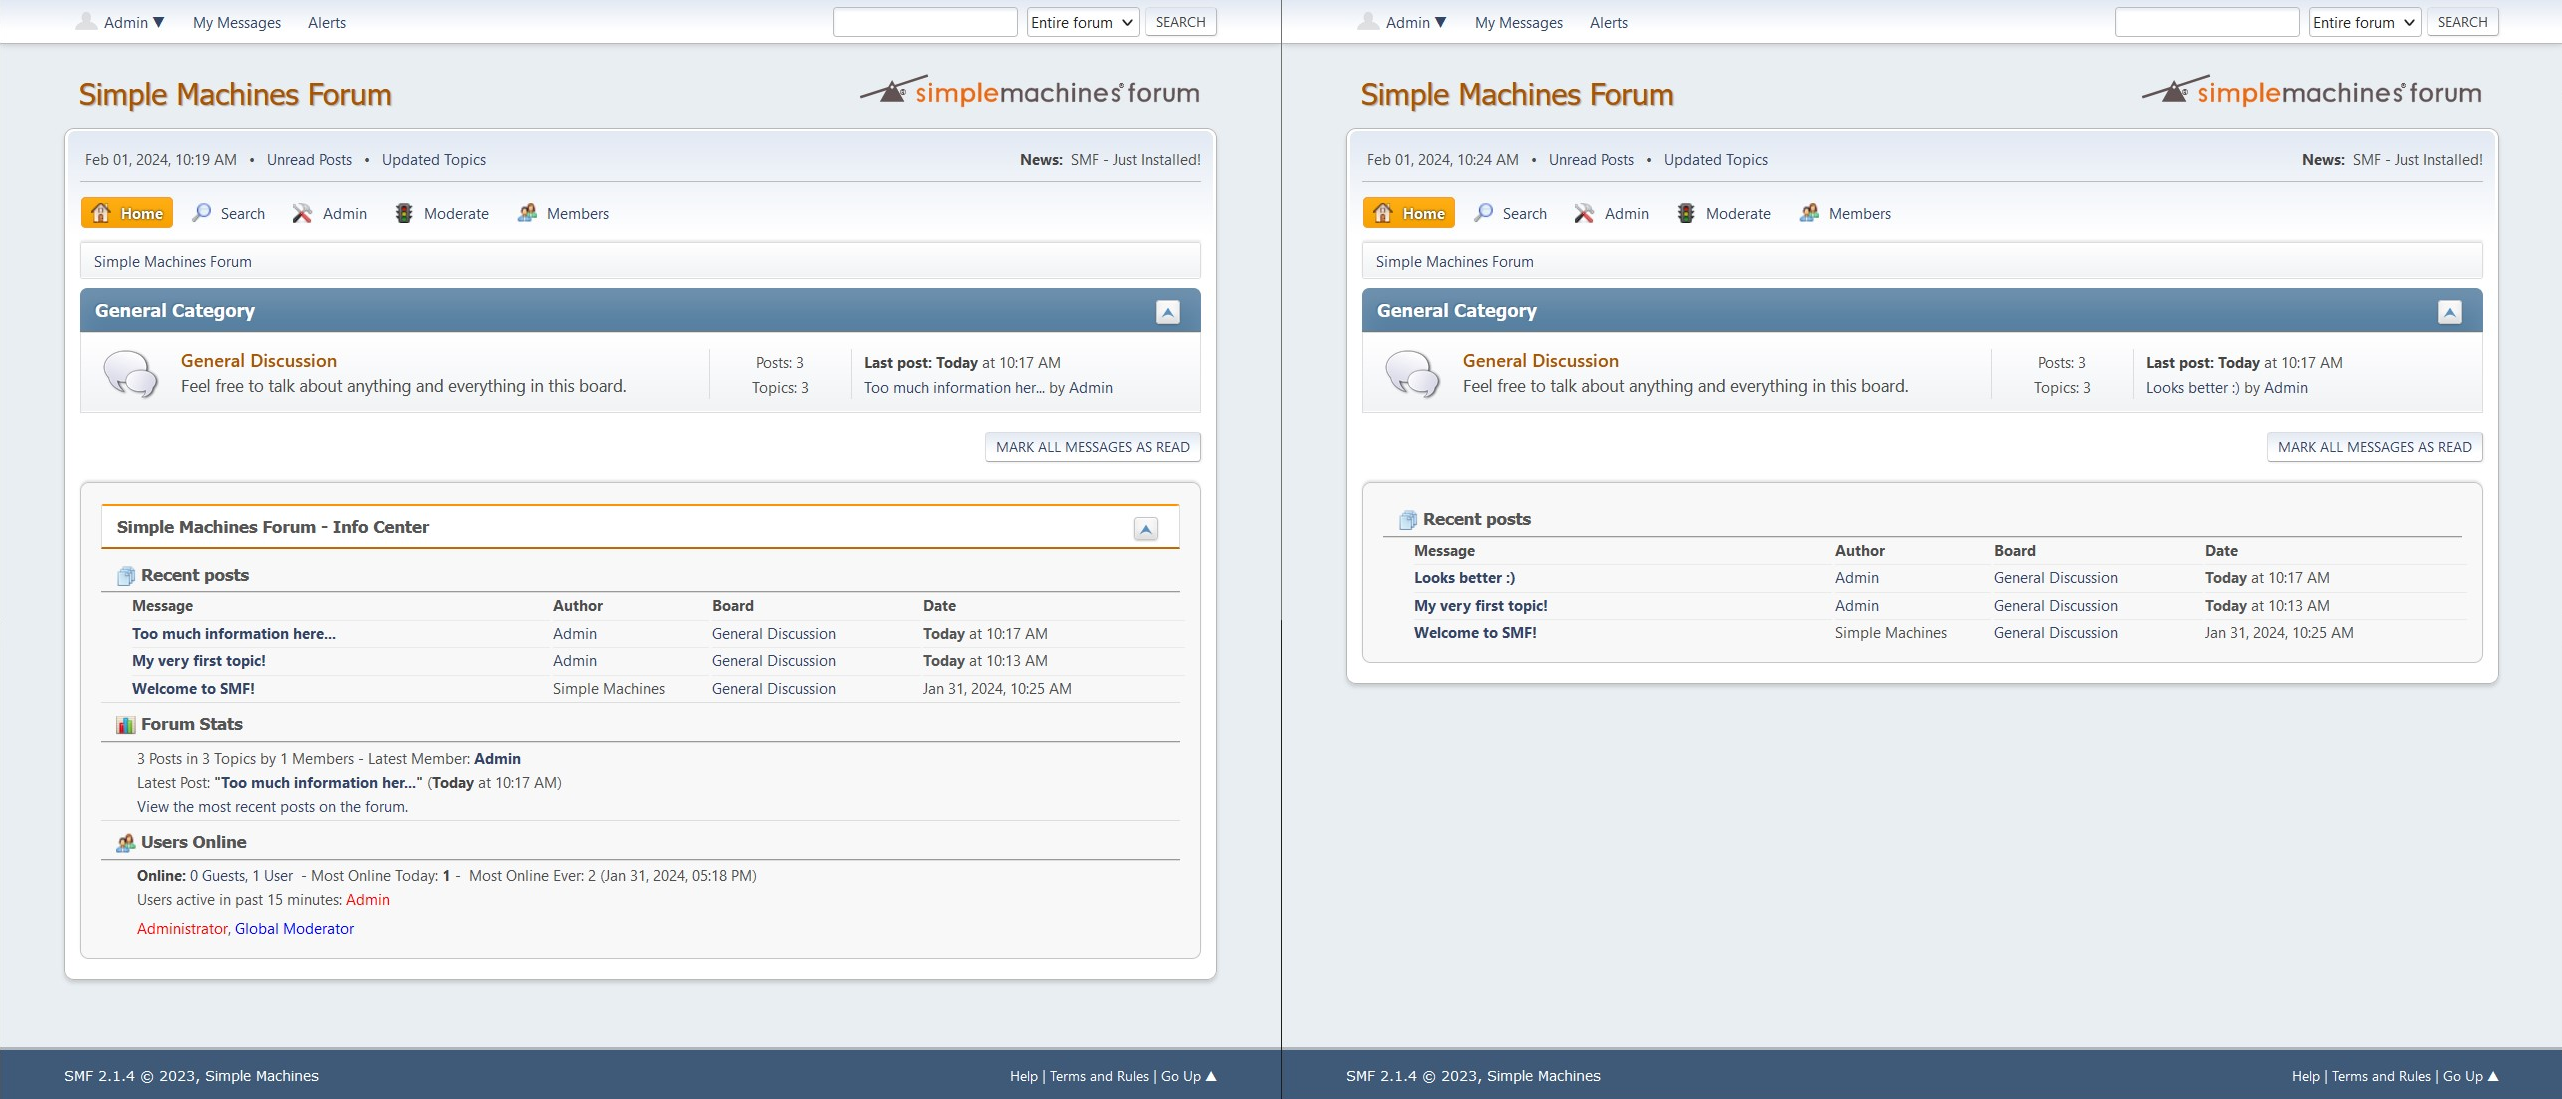 Admin ▼ My Messages Alerts Entire forum SEARCH
Simple Machines Forum simplemachines® forum
Feb 01, 2024, 10:19 AM • Unread Posts • Updated Topics News: SMF - Just Installed!
Home Search Admin Moderate Members
Simple Machines Forum
General Category
General Discussion
Feel free to talk about anything and everything in this board.
Posts: 3
Topics: 3
Last post: Today at 10:17 AM
Too much information her... by Admin
MARK ALL MESSAGES AS READ
Simple Machines Forum - Info Center
Recent posts
Message Author Board Date
Too much information here... Admin General Discussion Today at 10:17 AM
My very first topic! Admin General Discussion Today at 10:13 AM
Welcome to SMF! Simple Machines General Discussion Jan 31, 2024, 10:25 AM
Forum Stats
3 Posts in 3 Topics by 1 Members - Latest Member: Admin
Latest Post: "Too much information her..." (Today at 10:17 AM)
View the most recent posts on the forum.
Users Online
Online: 0 Guests, 1 User - Most Online Today: 1 - Most Online Ever: 2 (Jan 31, 2024, 05:18 PM)
Users active in past 15 minutes: Admin
Administrator, Global Moderator
SMF 2.1.4 © 2023, Simple Machines Help | Terms and Rules | Go Up ▲
Admin ▼ My Messages Alerts Entire forum SEARCH
Simple Machines Forum simplemachines® forum
Feb 01, 2024, 10:24 AM • Unread Posts • Updated Topics News: SMF - Just Installed!
Home Search Admin Moderate Members
Simple Machines Forum
General Category
General Discussion
Feel free to talk about anything and everything in this board.
Posts: 3
Topics: 3
Last post: Today at 10:17 AM
Looks better :) by Admin
MARK ALL MESSAGES AS READ
Recent posts
Message Author Board Date
Looks better :) Admin General Discussion Today at 10:17 AM
My very first topic! Admin General Discussion Today at 10:13 AM
Welcome to SMF! Simple Machines General Discussion Jan 31, 2024, 10:25 AM
SMF 2.1.4 © 2023, Simple Machines Help | Terms and Rules | Go Up ▲